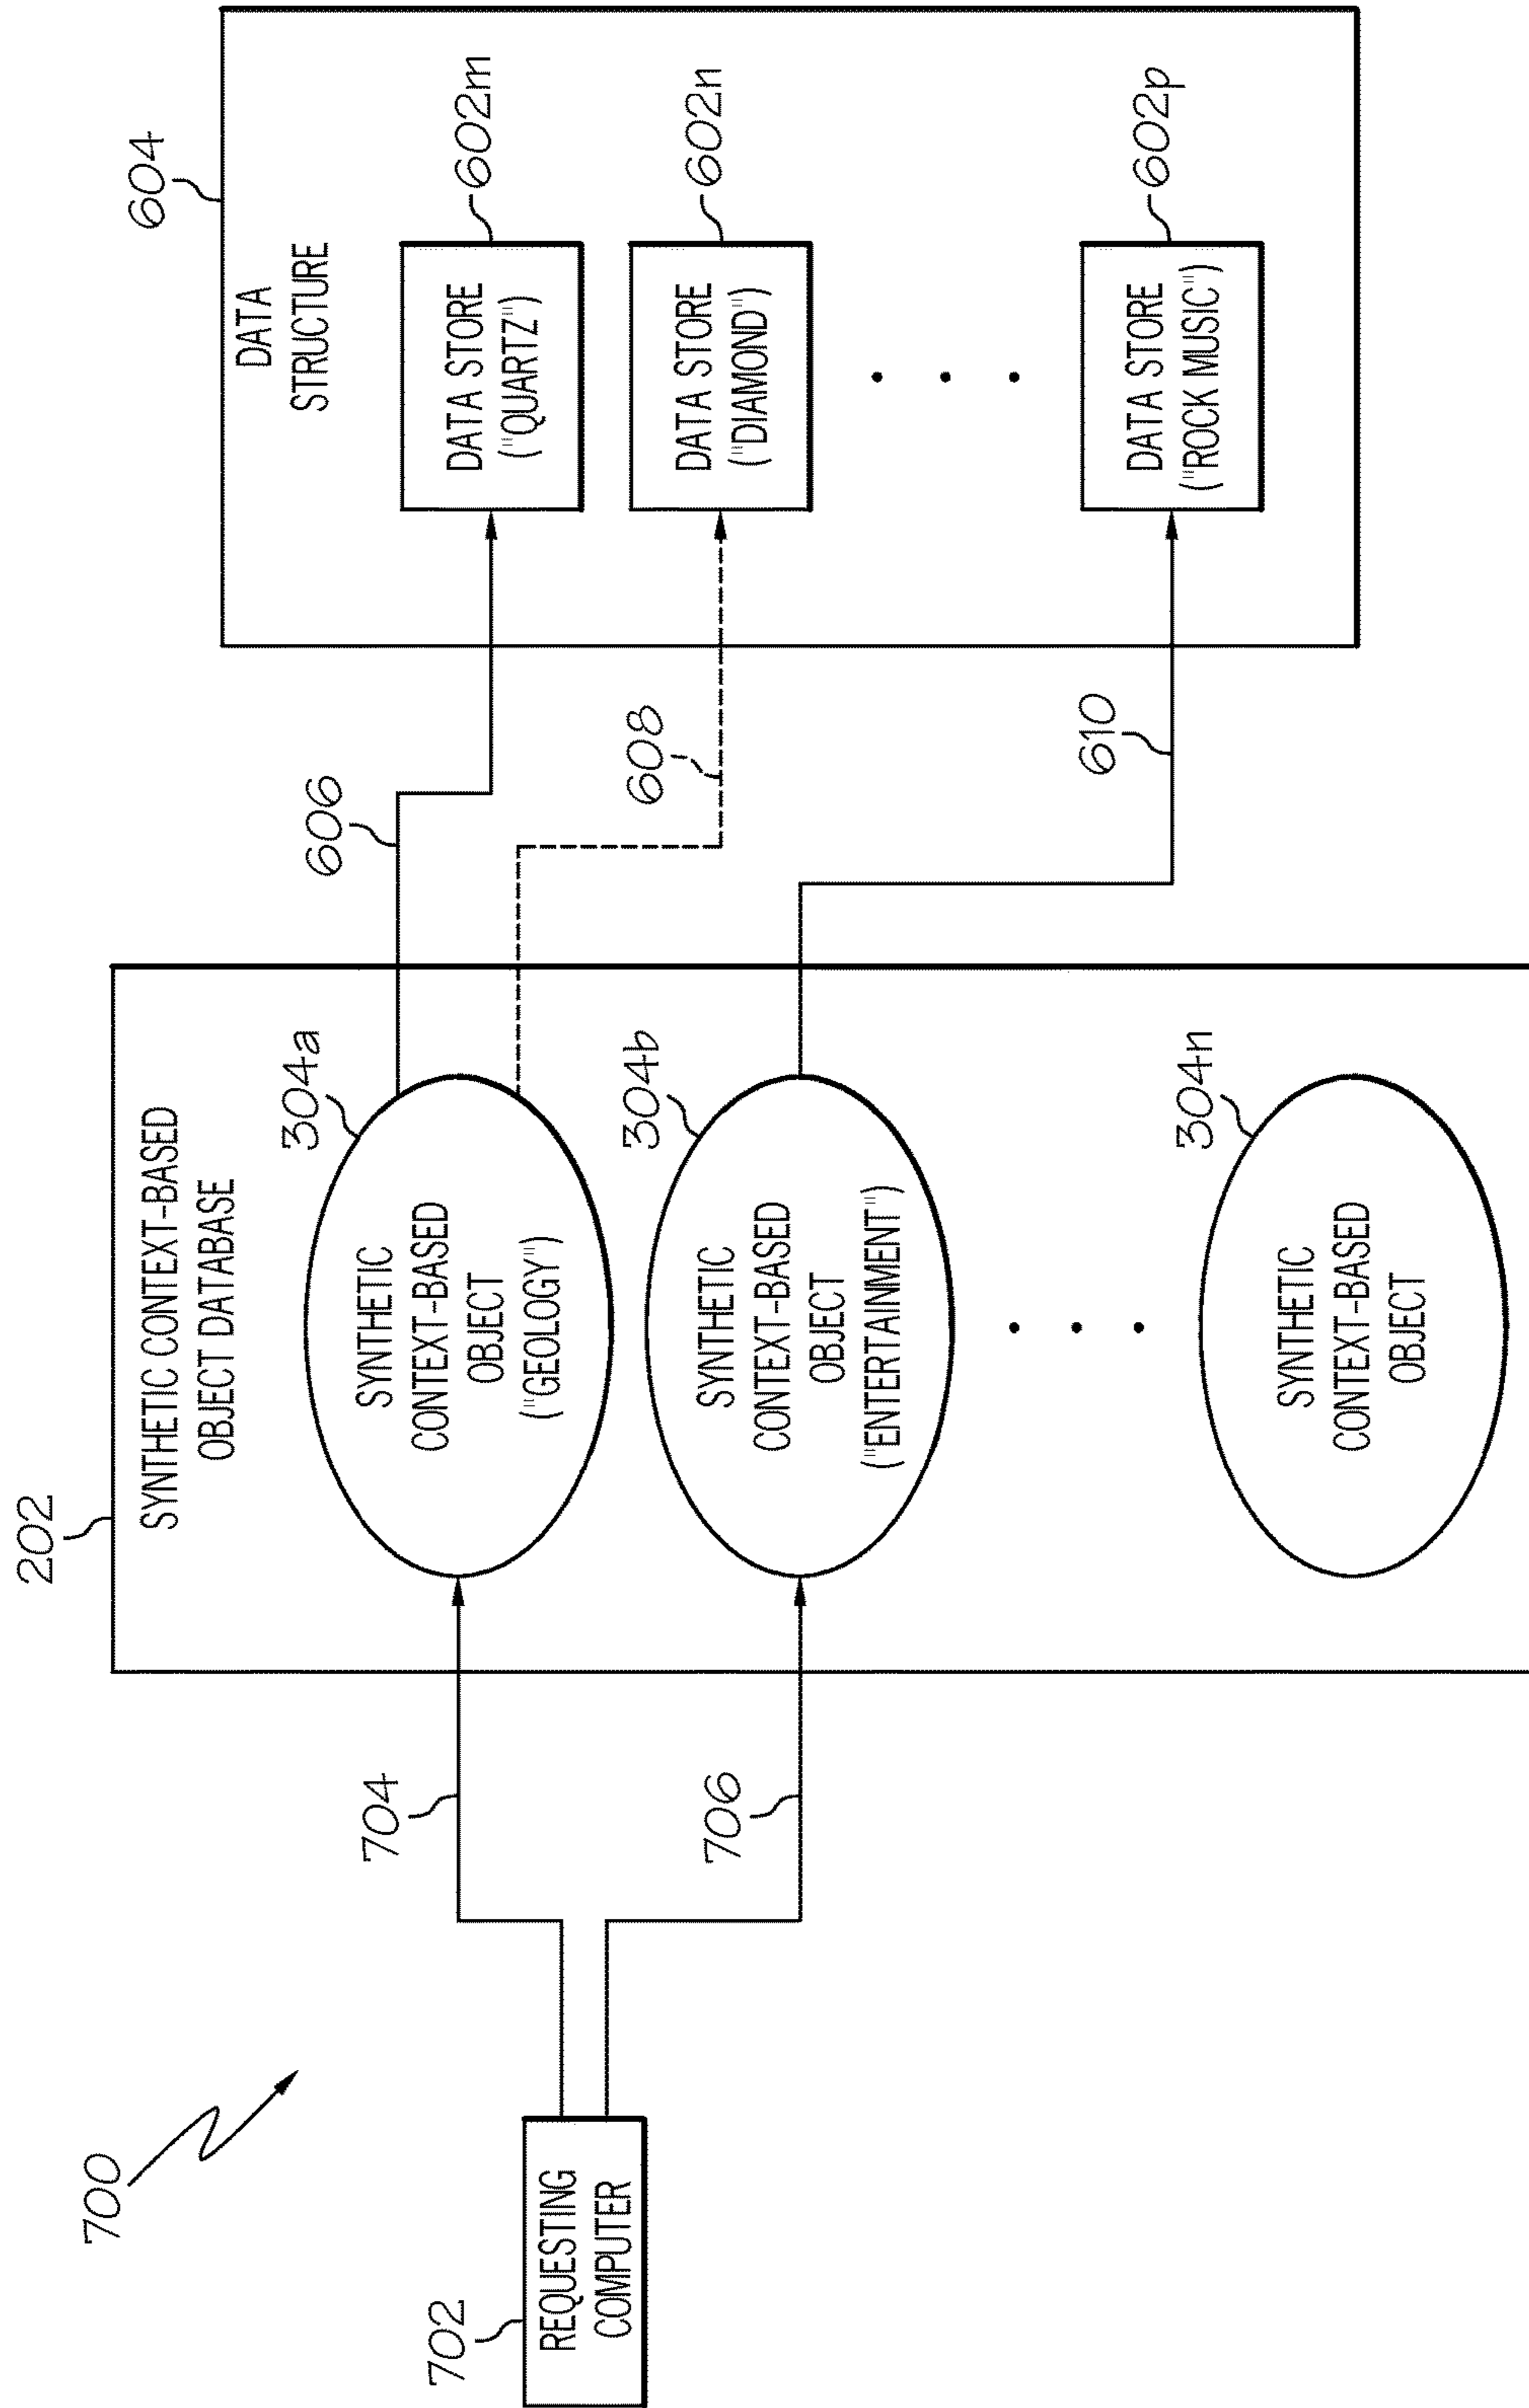 700
702
REQUESTING
COMPUTER
704
706
202
SYNTHETIC CONTEXT-BASED
OBJECT DATABASE
304a
SYNTHETIC
CONTEXT-BASED
OBJECT
("GEOLOGY")
304b
SYNTHETIC
CONTEXT-BASED
OBJECT
("ENTERTAINMENT")
304n
SYNTHETIC
CONTEXT-BASED
OBJECT
606
608
610
604
DATA
STRUCTURE
DATA STORE
("QUARTZ")
602m
DATA STORE
("DIAMOND")
602n
DATA STORE
("ROCK MUSIC")
602p